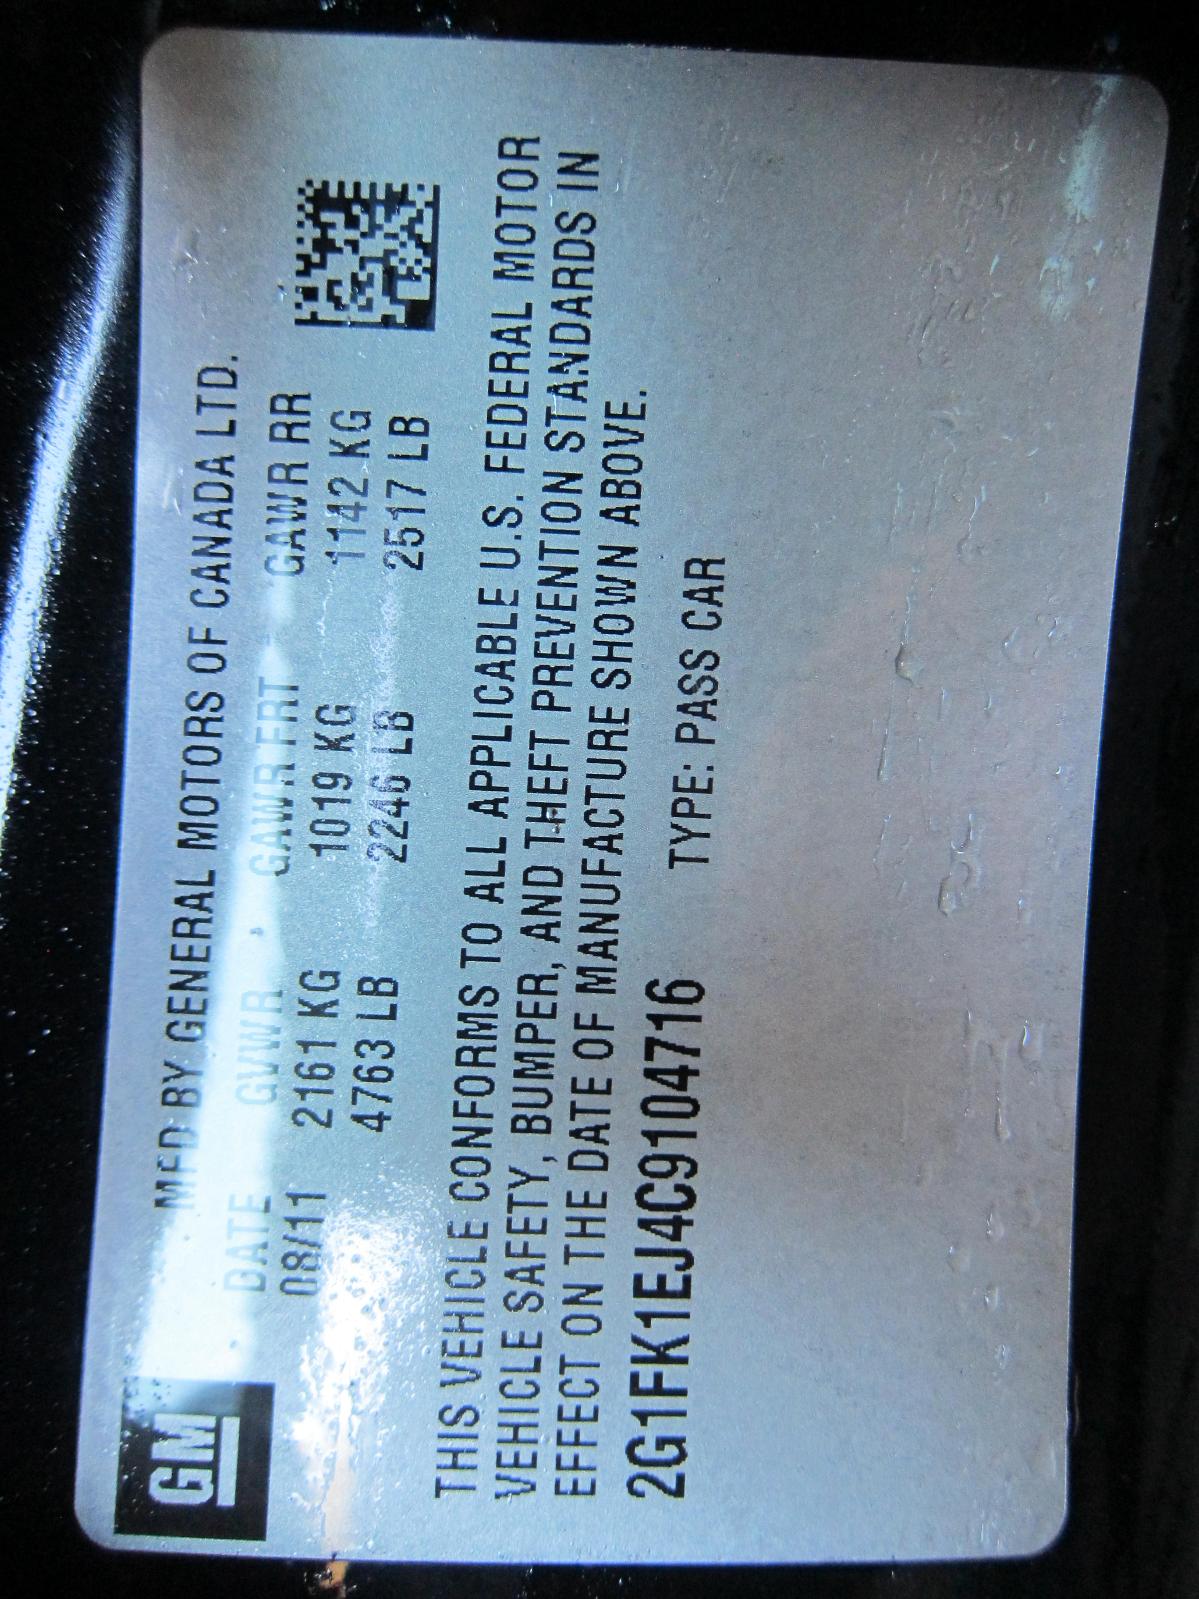 GM
MFD BY GENERAL MOTORS OF CANADA LTD.
DATE GVWR GAWR FRT GAWR RR
08/11 2161 KG 1019 KG 1142 KG
4763 LB 2246 LB 2517 LB
THIS VEHICLE CONFORMS TO ALL APPLICABLE U.S. FEDERAL MOTOR
VEHICLE SAFETY, BUMPER, AND THEFT PREVENTION STANDARDS IN
EFFECT ON THE DATE OF MANUFACTURE SHOWN ABOVE.
2G1FK1EJ4C9104716 TYPE: PASS CAR